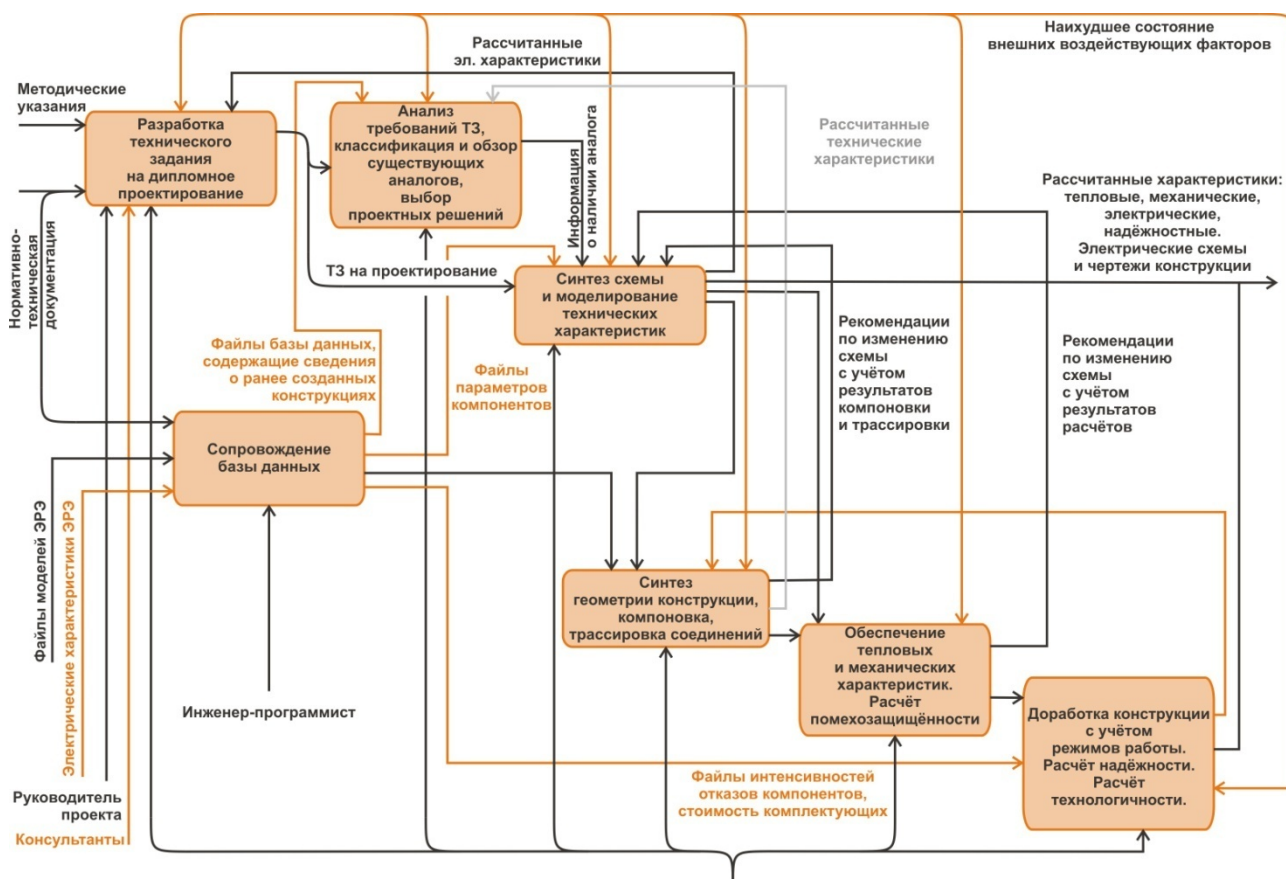 Наихудшее состояние
внешних воздействующих факторов
Рассчитанные
эл. характеристики
Методические
указания
Разработка
технического
задания
на дипломное
проектирование
Анализ
требований ТЗ,
классификация и обзор
существующих
аналогов,
выбор
проектных решений
Информация
о наличии аналога
Рассчитанные
технические
характеристики
Рассчитанные характеристики:
тепловые, механические,
электрические,
надёжностные.
Электрические схемы
и чертежи конструкции
Нормативно-
техническая
документация
ТЗ на проектирование
Синтез схемы
и моделирование
технических
характеристик
Файлы базы данных,
содержащие сведения
о ранее созданных
конструкциях
Файлы
параметров
компонентов
Рекомендации
по изменению
схемы
с учётом
результатов
компоновки
и трассировки
Рекомендации
по изменению
схемы
с учётом
результатов
расчётов
Сопровождение
базы данных
Файлы моделей ЭРЭ
Электрические характеристики ЭРЭ
Синтез
геометрии конструкции,
компоновка,
трассировка соединений
Обеспечение
тепловых
и механических
характеристик.
Расчёт
помехозащищённости
Инженер-программист
Доработка конструкции
с учётом
режимов работы.
Расчёт надёжности.
Расчёт
технологичности.
Файлы интенсивностей
отказов компонентов,
стоимость комплектующих
Руководитель
проекта
Консультанты